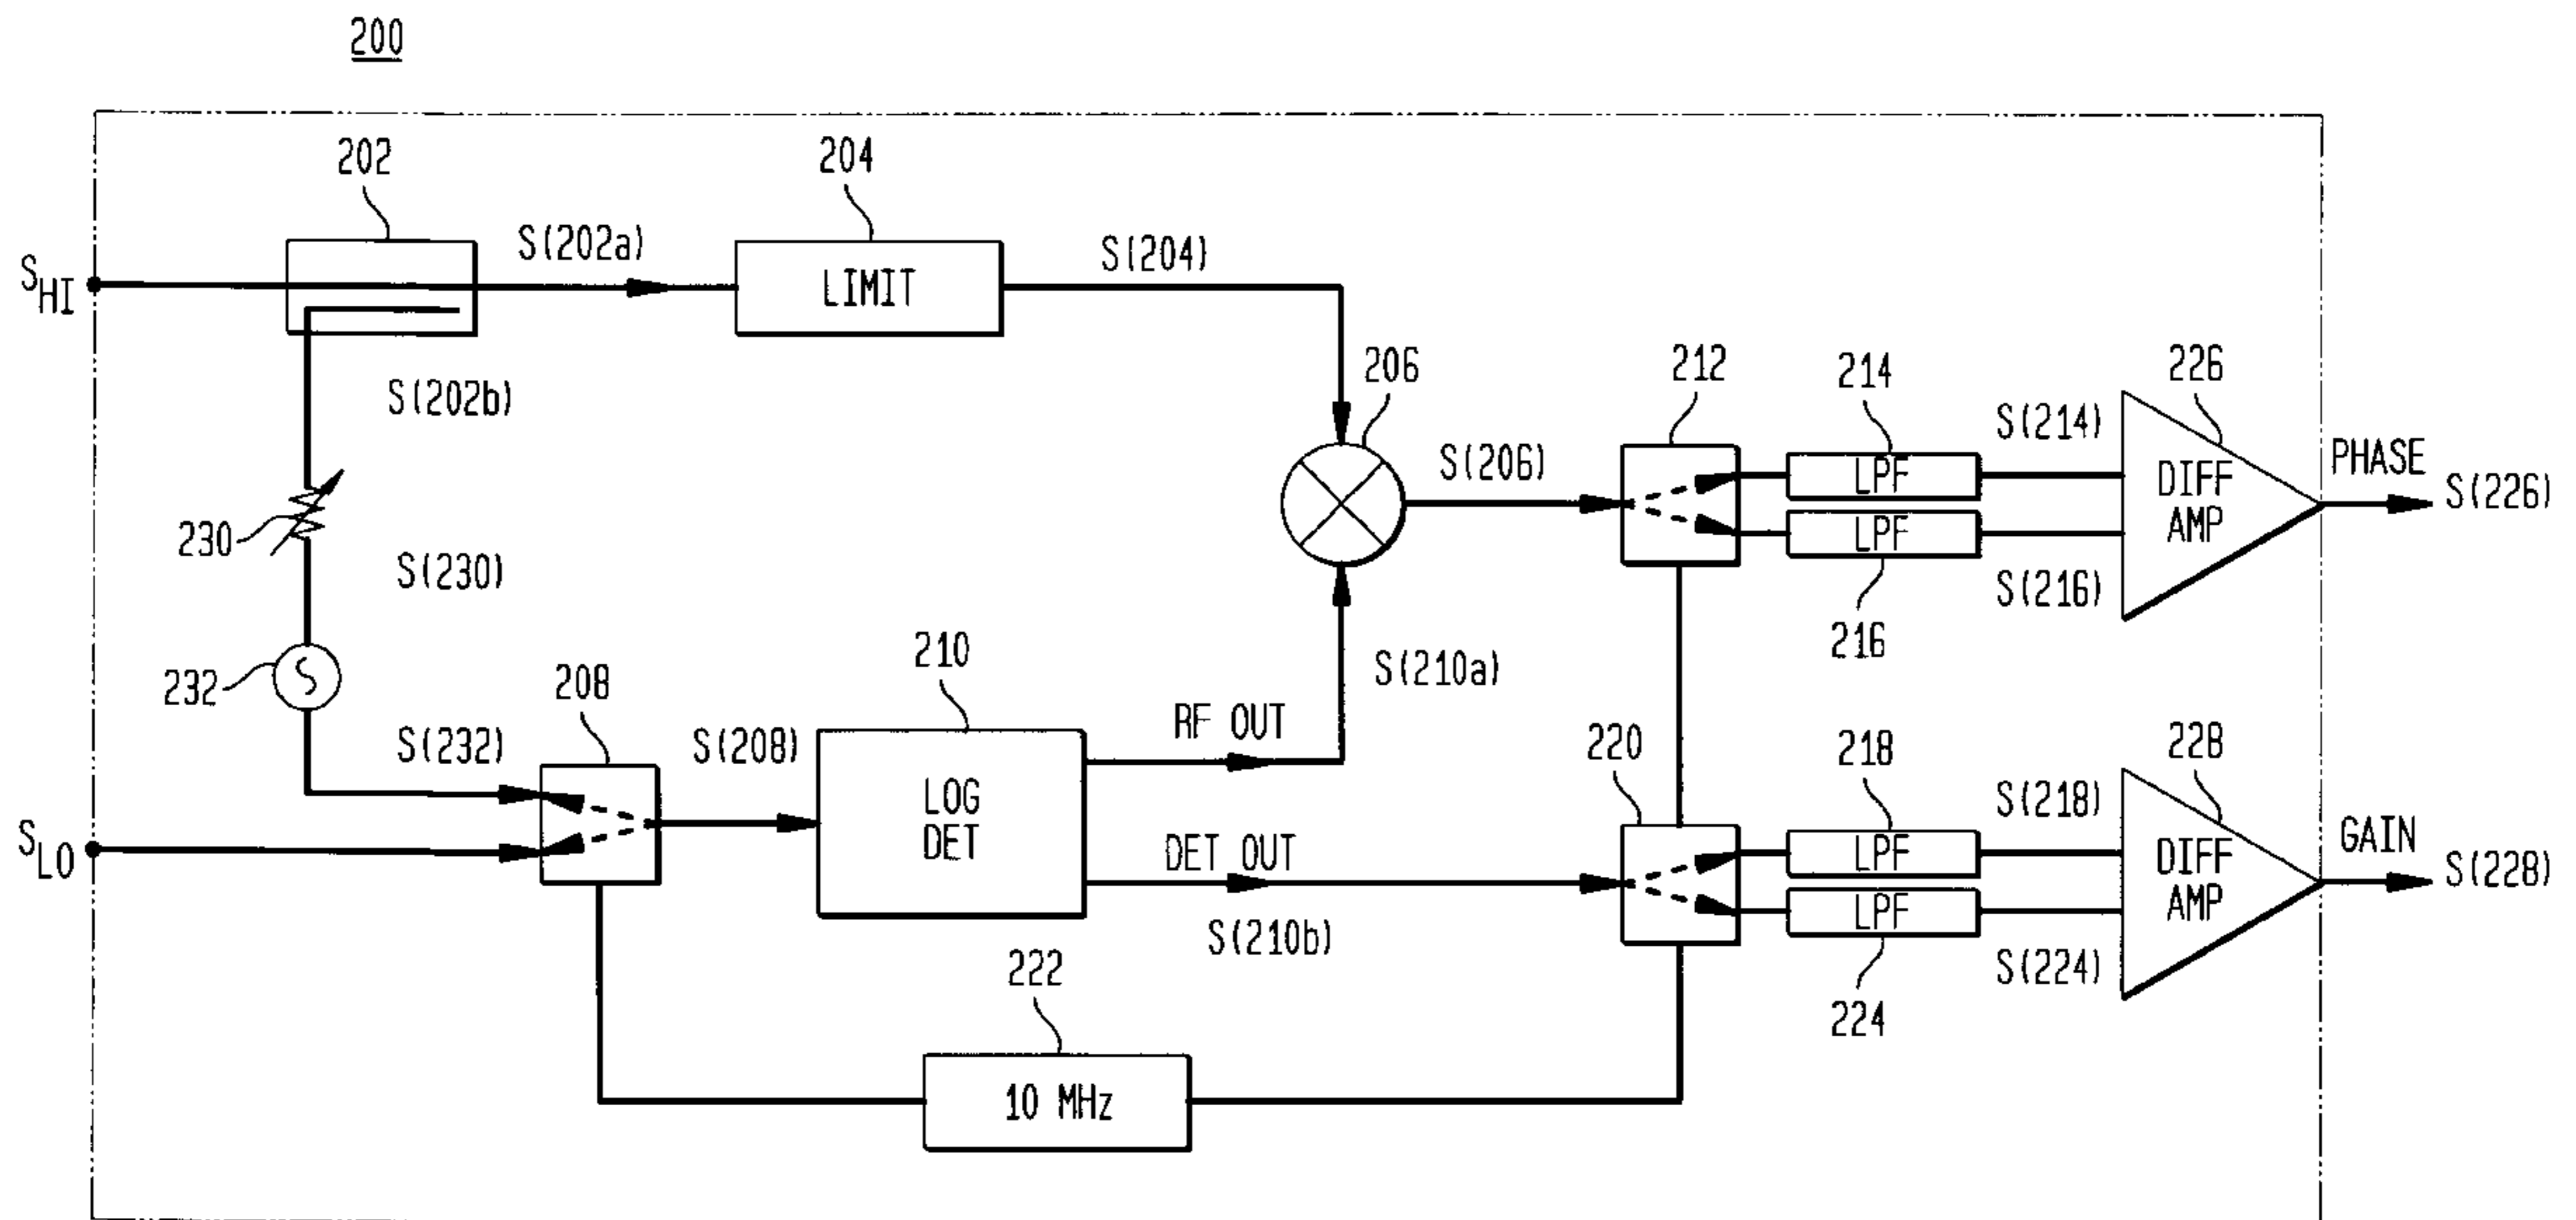 200
202
204
S(202a)
S(204)
SHI
LIMIT
S(202b)
206
212
214
226
S(206)
S(214)
LPF
DIFF
AMP
PHASE
S(226)
LPF
S(216)
216
230
S(230)
232
S(232)
208
S(208)
210
S(210a)
RF OUT
LOG
DET
DET OUT
S(210b)
SLO
220
218
228
S(218)
LPF
DIFF
AMP
GAIN
S(228)
LPF
S(224)
224
222
10 MHz